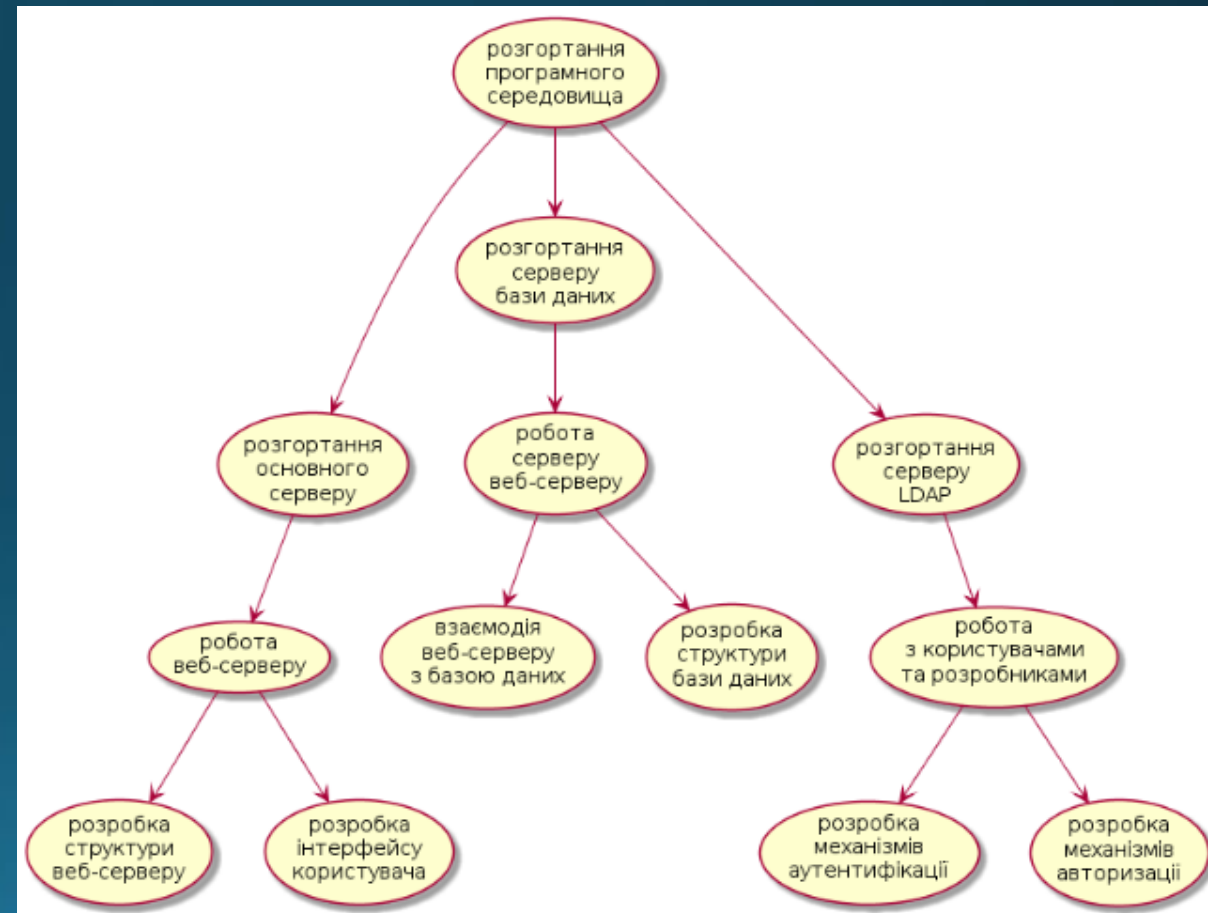 розгортання
програмного
середовища
розгортання
серверу
бази даних
розгортання
основного
серверу
робота
серверу
веб-серверу
розгортання
серверу
LDAP
робота
веб-серверу
взаємодія
веб-серверу
з базою даних
розробка
структури
бази даних
робота
з користувачами
та розробниками
розробка
структури
веб-серверу
розробка
інтерфейсу
користувача
розробка
механізмів
аутентифікації
розробка
механізмів
авторизації